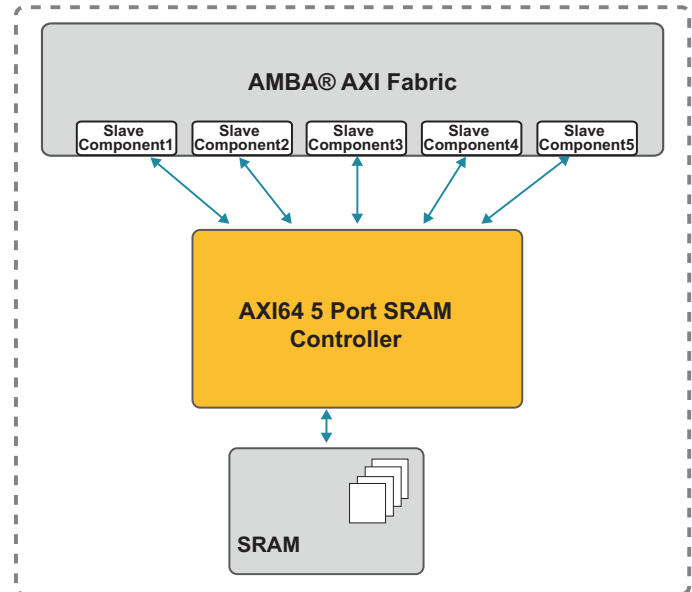 AMBA® AXI Fabric
Slave
Component1
Slave
Component2
Slave
Component3
Slave
Component4
Slave
Component5
AXI64 5 Port SRAM
Controller
SRAM